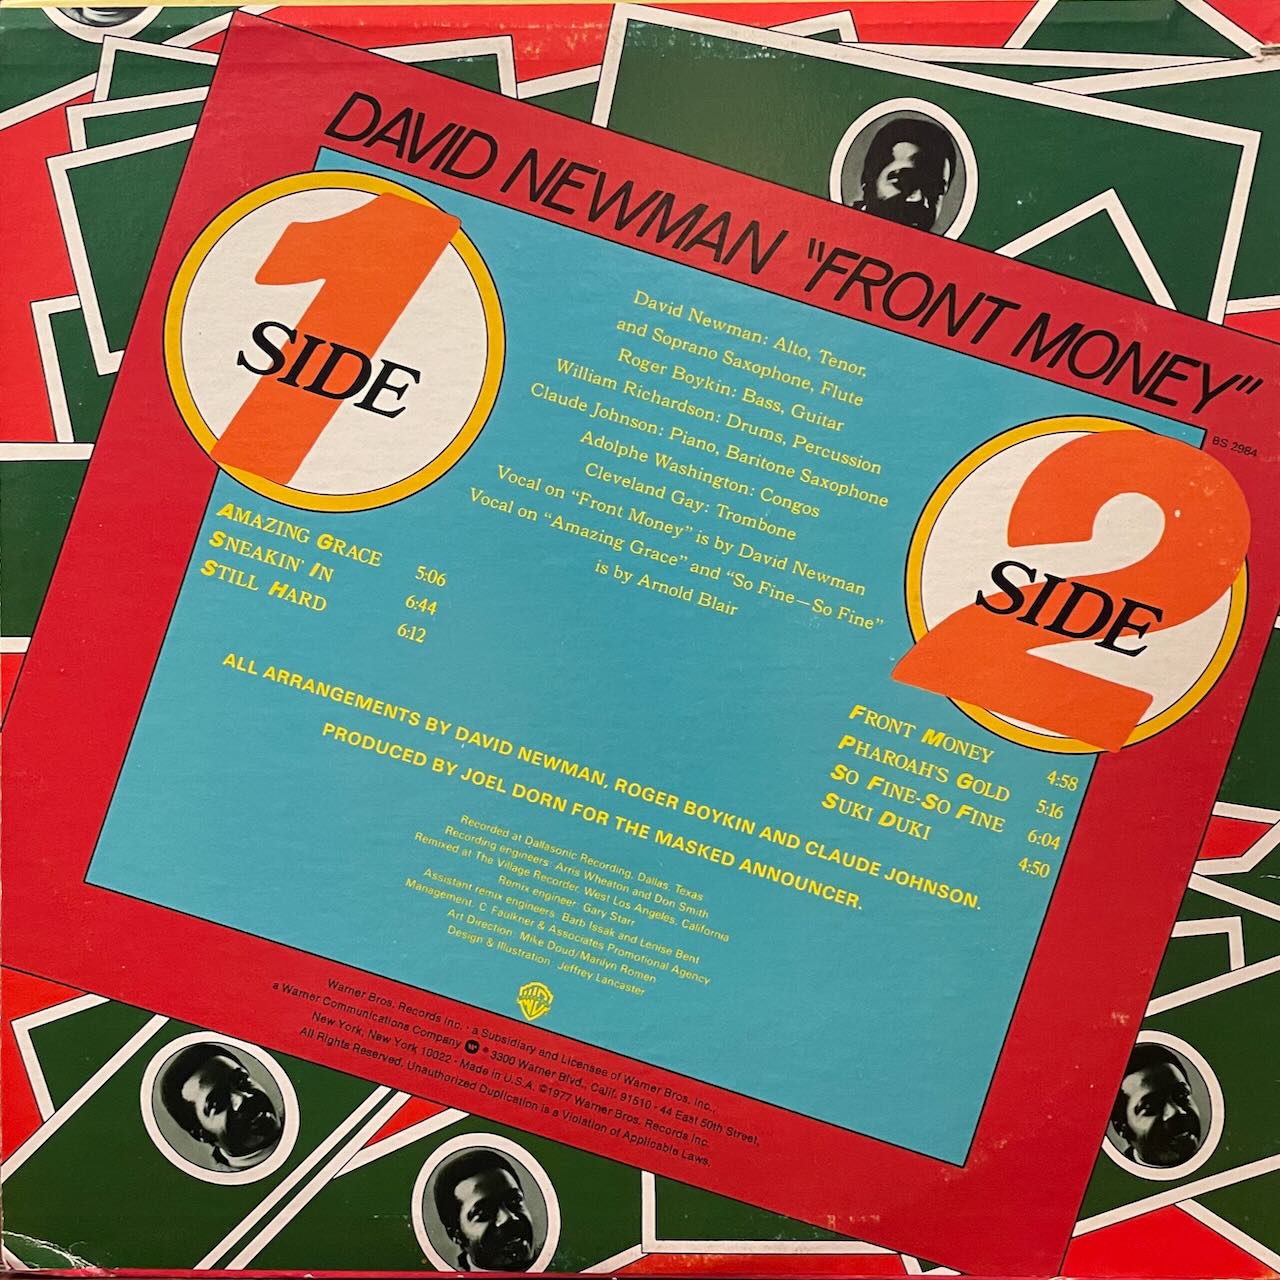 DAVID NEWMAN "FRONT MONEY"
BS 2984
1
SIDE
AMAZING GRACE 5:06
SNEAKIN' IN 6:44
STILL HARD 6:12
David Newman: Alto, Tenor,
and Soprano Saxophone, Flute
Roger Boykin: Bass, Guitar
William Richardson: Drums, Percussion
Claude Johnson: Piano, Baritone Saxophone
Adolphe Washington: Congos
Cleveland Gay: Trombone
Vocal on "Front Money" is by David Newman
Vocal on "Amazing Grace" and "So Fine—So Fine"
is by Arnold Blair
2
SIDE
FRONT MONEY 4:58
PHAROAH'S GOLD 5:16
SO FINE-SO FINE 6:04
SUKI DUKI 4:50
ALL ARRANGEMENTS BY DAVID NEWMAN, ROGER BOYKIN AND CLAUDE JOHNSON.
PRODUCED BY JOEL DORN FOR THE MASKED ANNOUNCER.
Recorded at Dallasonic Recording, Dallas, Texas
Recording engineers: Arris Wheaton and Don Smith
Remixed at The Village Recorder, West Los Angeles, California
Remix engineer: Gary Starr
Assistant remix engineers: Barb Issak and Lenise Bent
Management: C. Faulkner & Associates Promotional Agency
Art Direction: Mike Doud/Marilyn Romen
Design & Illustration: Jeffrey Lancaster
Warner Bros. Records Inc. • a Subsidiary and Licensee of Warner Bros. Inc.,
a Warner Communications Company • 3300 Warner Blvd., Calif. 91510 • 44 East 50th Street,
New York, New York 10022 • Made in U.S.A. ©1977 Warner Bros. Records Inc.
All Rights Reserved. Unauthorized Duplication is a Violation of Applicable Laws.